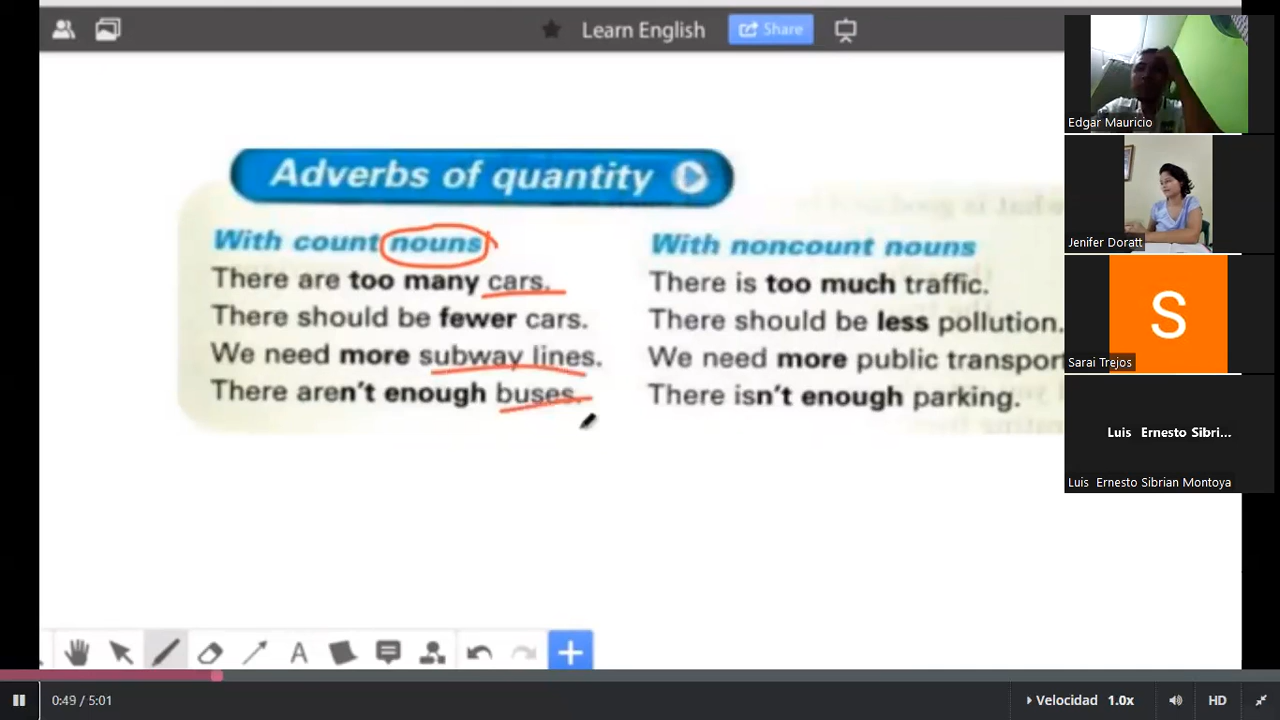 Learn English
Share
Adverbs of quantity
With count nouns
There are too many cars.
There should be fewer cars.
We need more subway lines.
There aren't enough buses.
With noncount nouns
There is too much traffic.
There should be less pollution.
We need more public transport
There isn't enough parking.
Edgar Mauricio
Jenifer Doratt
S
Sarai Trejos
Luis Ernesto Sibri...
Luis Ernesto Sibrian Montoya
A
0:49 / 5:01
Velocidad 1.0x
HD